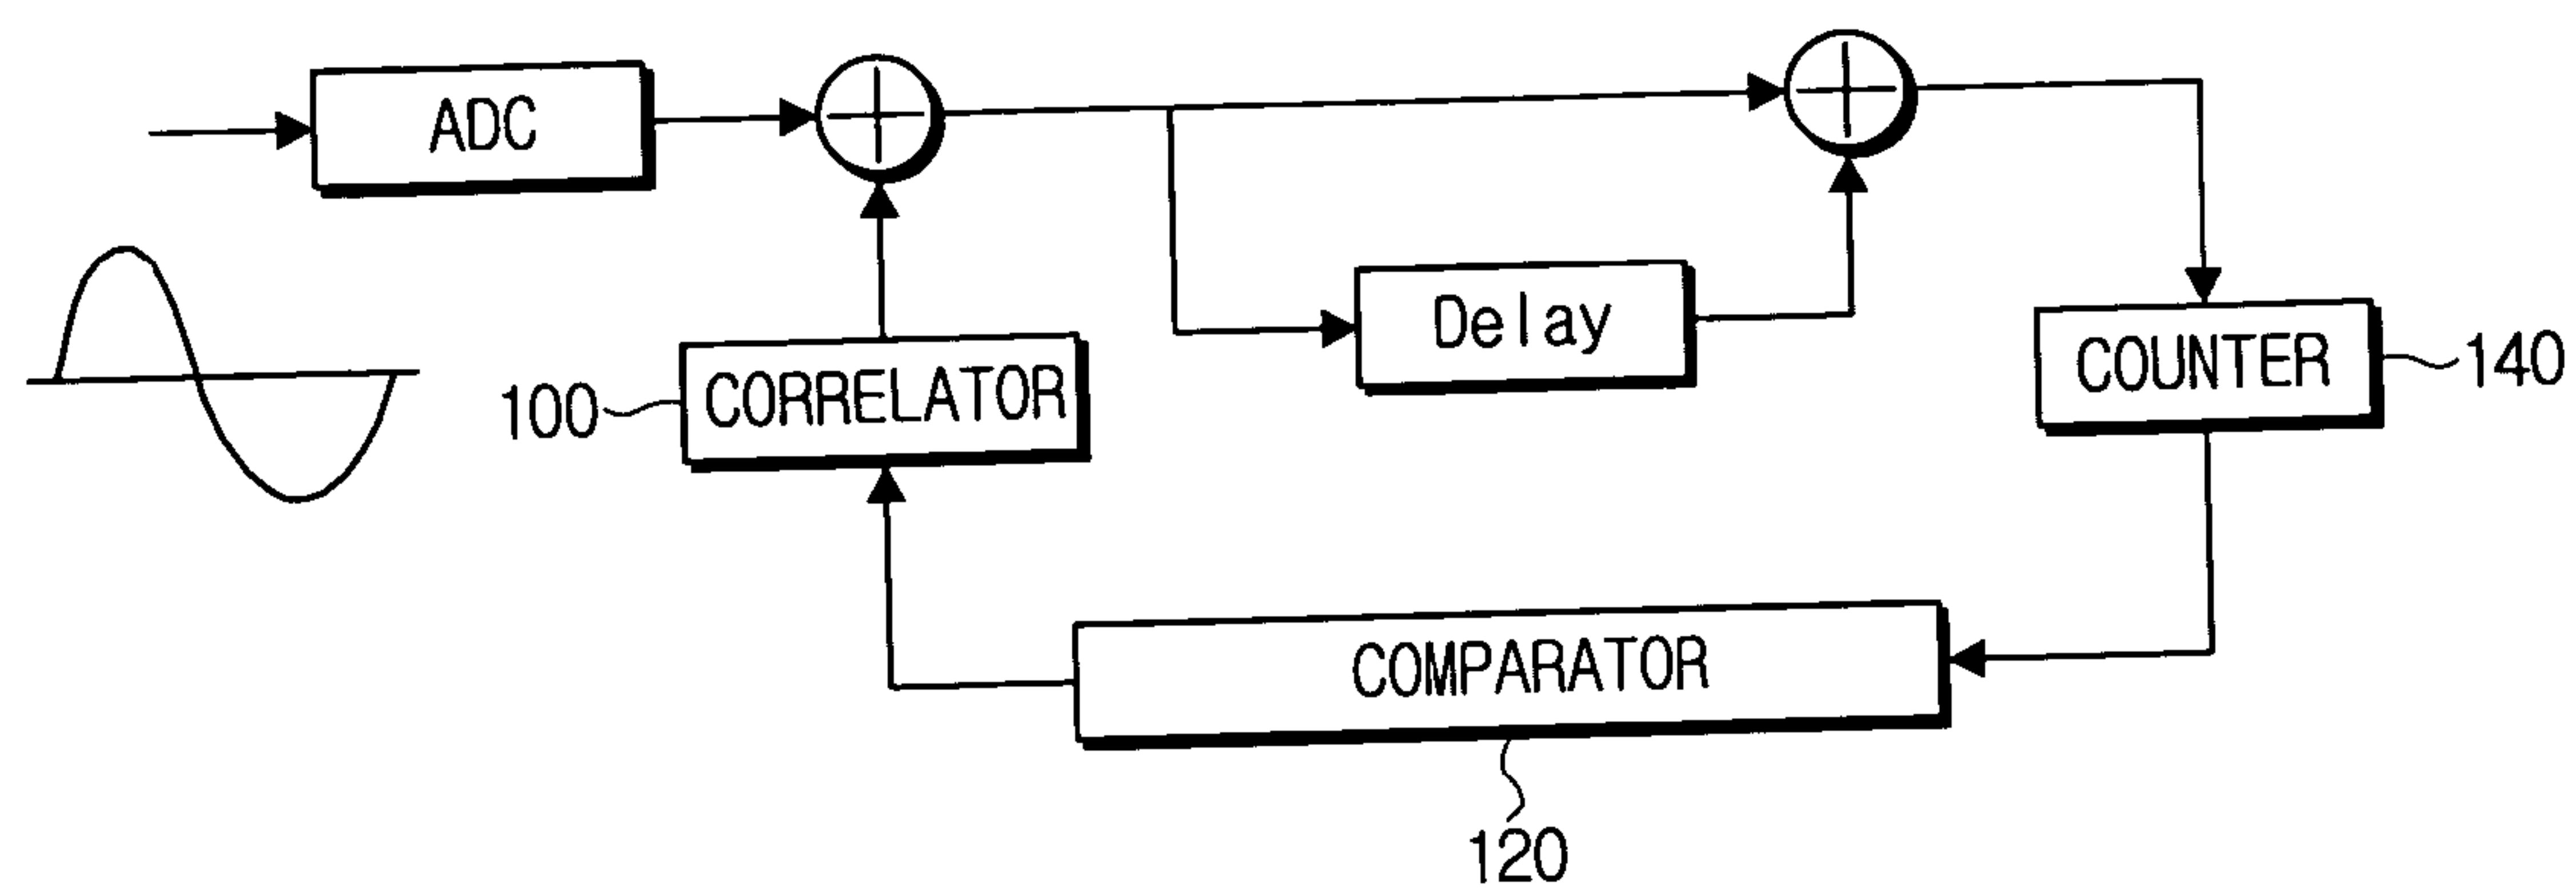 ADC
Delay
COUNTER
140
100
CORRELATOR
COMPARATOR
120